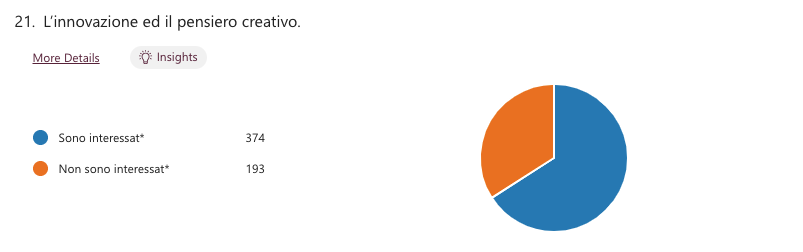 21. L'innovazione ed il pensiero creativo.
More Details
Insights
Sono interessat* 374
Non sono interessat* 193